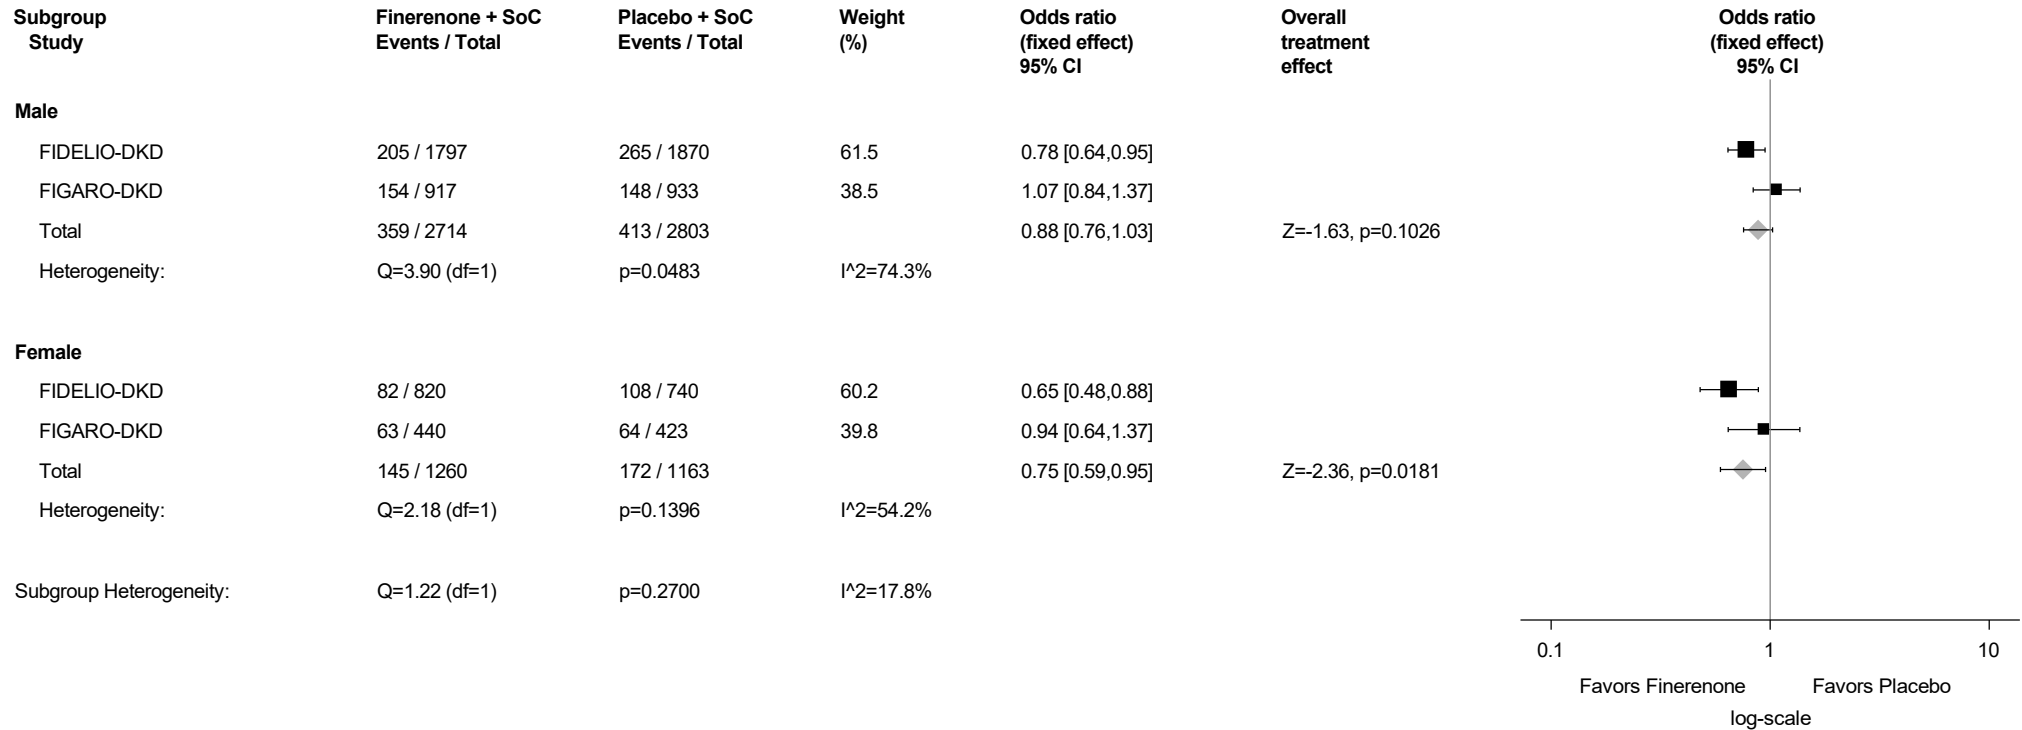 Subgroup Finerenone + SoC Placebo + SoC Weight Odds ratio Overall Odds ratio
Study Events / Total Events / Total (%) (fixed effect) treatment (fixed effect)
95% CI effect 95% CI
Male
FIDELIO-DKD 205 / 1797 265 / 1870 61.5 0.78 [0.64,0.95]
FIGARO-DKD 154 / 917 148 / 933 38.5 1.07 [0.84,1.37]
Total 359 / 2714 413 / 2803 0.88 [0.76,1.03] Z=-1.63, p=0.1026
Heterogeneity: Q=3.90 (df=1) p=0.0483 I^2=74.3%
Female
FIDELIO-DKD 82 / 820 108 / 740 60.2 0.65 [0.48,0.88]
FIGARO-DKD 63 / 440 64 / 423 39.8 0.94 [0.64,1.37]
Total 145 / 1260 172 / 1163 0.75 [0.59,0.95] Z=-2.36, p=0.0181
Heterogeneity: Q=2.18 (df=1) p=0.1396 I^2=54.2%
Subgroup Heterogeneity: Q=1.22 (df=1) p=0.2700 I^2=17.8%
0.1 1 10
Favors Finerenone Favors Placebo
log-scale